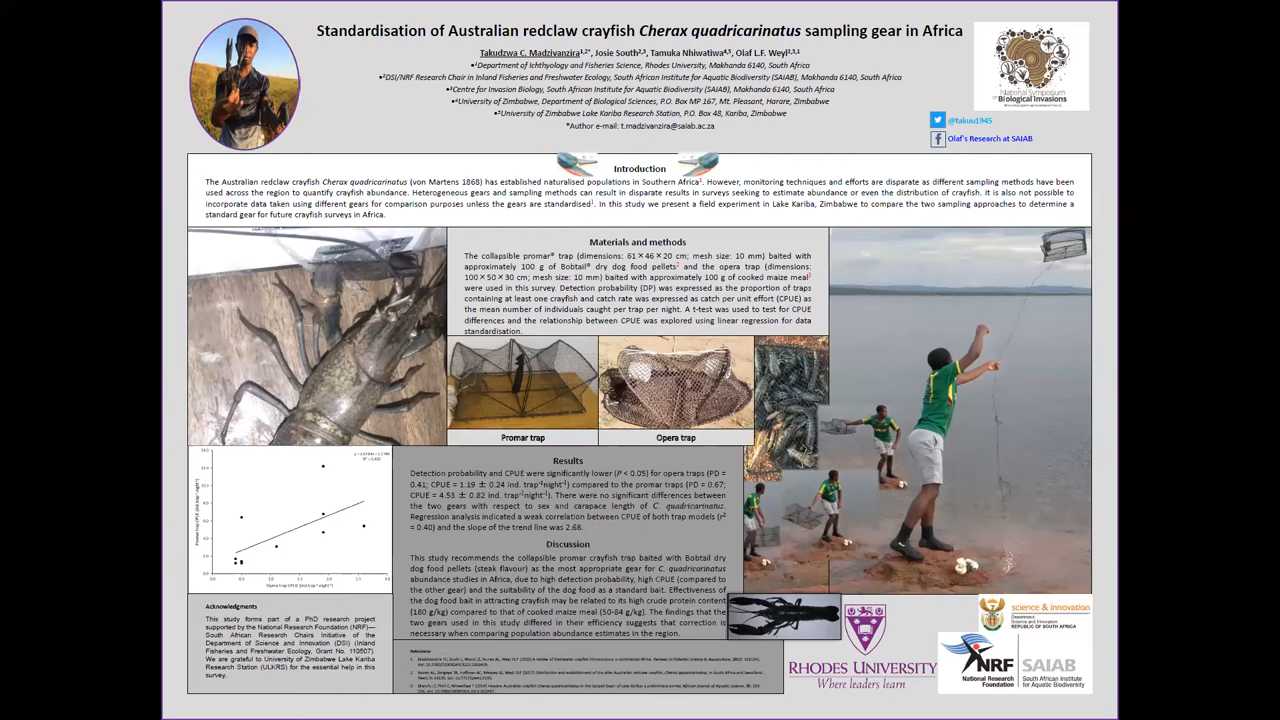 Standardisation of Australian redclaw crayfish Cherax quadricarinatus sampling gear in Africa
Takudzwa C. Madzivanzira1,2*, Josie South2,3, Tamuka Nhiwatiwa4,5, Olaf L.F. Weyl2,3,1
•1Department of Ichthyology and Fisheries Science, Rhodes University, Makhanda 6140, South Africa
•2DSI/NRF Research Chair in Inland Fisheries and Freshwater Ecology, South African Institute for Aquatic Biodiversity (SAIAB), Makhanda 6140, South Africa
•3Centre for Invasion Biology, South African Institute for Aquatic Biodiversity (SAIAB), Makhanda 6140, South Africa
•4University of Zimbabwe, Department of Biological Sciences, P.O. Box MP 167, Mt. Pleasant, Harare, Zimbabwe
•5University of Zimbabwe Lake Kariba Research Station, P.O. Box 48, Kariba, Zimbabwe
*Author e-mail: t.madzivanzira@saiab.ac.za
National Symposium
Biological Invasions
@takuu1945
Olaf's Research at SAIAB
Introduction
The Australian redclaw crayfish Cherax quadricarinatus (von Martens 1868) has established naturalised populations in Southern Africa1. However, monitoring techniques and efforts are disparate as different sampling methods have been
used across the region to quantify crayfish abundance. Heterogeneous gears and sampling methods can result in disparate results in surveys seeking to estimate abundance or even the distribution of crayfish. It is also not possible to
incorporate data taken using different gears for comparison purposes unless the gears are standardised1. In this study we present a field experiment in Lake Kariba, Zimbabwe to compare the two sampling approaches to determine a
standard gear for future crayfish surveys in Africa.
Materials and methods
The collapsible promar® trap (dimensions: 61×46×20 cm; mesh size: 10 mm) baited with
approximately 100 g of Bobtail® dry dog food pellets2 and the opera trap (dimensions:
100×50×30 cm; mesh size: 10 mm) baited with approximately 100 g of cooked maize meal3
were used in this survey. Detection probability (DP) was expressed as the proportion of traps
containing at least one crayfish and catch rate was expressed as catch per unit effort (CPUE) as
the mean number of individuals caught per trap per night. A t-test was used to test for CPUE
differences and the relationship between CPUE was explored using linear regression for data
standardisation.
Promar trap
Opera trap
Promar trap CPUE (ind.trap-1night-1)
Opera trap CPUE (ind.trap-1night-1)
Results
Detection probability and CPUE were significantly lower (P < 0.05) for opera traps (PD =
0.41; CPUE = 1.19 ± 0.24 ind, trap-1night-1) compared to the promar traps (PD = 0.67;
CPUE = 4.53 ± 0.82 ind. trap-1night-1). There were no significant differences between
the two gears with respect to sex and carapace length of C. quadricarinatus.
Regression analysis indicated a weak correlation between CPUE of both trap models (r2
= 0.40) and the slope of the trend line was 2.68.
Discussion
This study recommends the collapsible promar crayfish trap baited with Bobtail dry
dog food pellets (steak flavour) as the most appropriate gear for C. quadricarinatus
abundance studies in Africa, due to high detection probability, high CPUE (compared to
the other gear) and the suitability of the dog food as a standard bait. Effectiveness of
the dog food bait in attracting crayfish may be related to its high crude protein content
(180 g/kg) compared to that of cooked maize meal (50-84 g/kg). The findings that the
two gears used in this study differed in their efficiency suggests that correction is
necessary when comparing population abundance estimates in the region.
Acknowledgments
This study forms part of a PhD research project
supported by the National Research Foundation (NRF)—
South African Research Chairs Initiative of the
Department of Science and Innovation (DSI) (Inland
Fisheries and Freshwater Ecology, Grant No. 110507).
We are grateful to University of Zimbabwe Lake Kariba
Research Station (ULKRS) for the essential help in this
survey.
References
RHODES UNIVERSITY
Where leaders learn
science & innovation
Department:
Science and Innovation
REPUBLIC OF SOUTH AFRICA
NRF
National Research
Foundation
SAIAB
South African Institute
for Aquatic Biodiversity